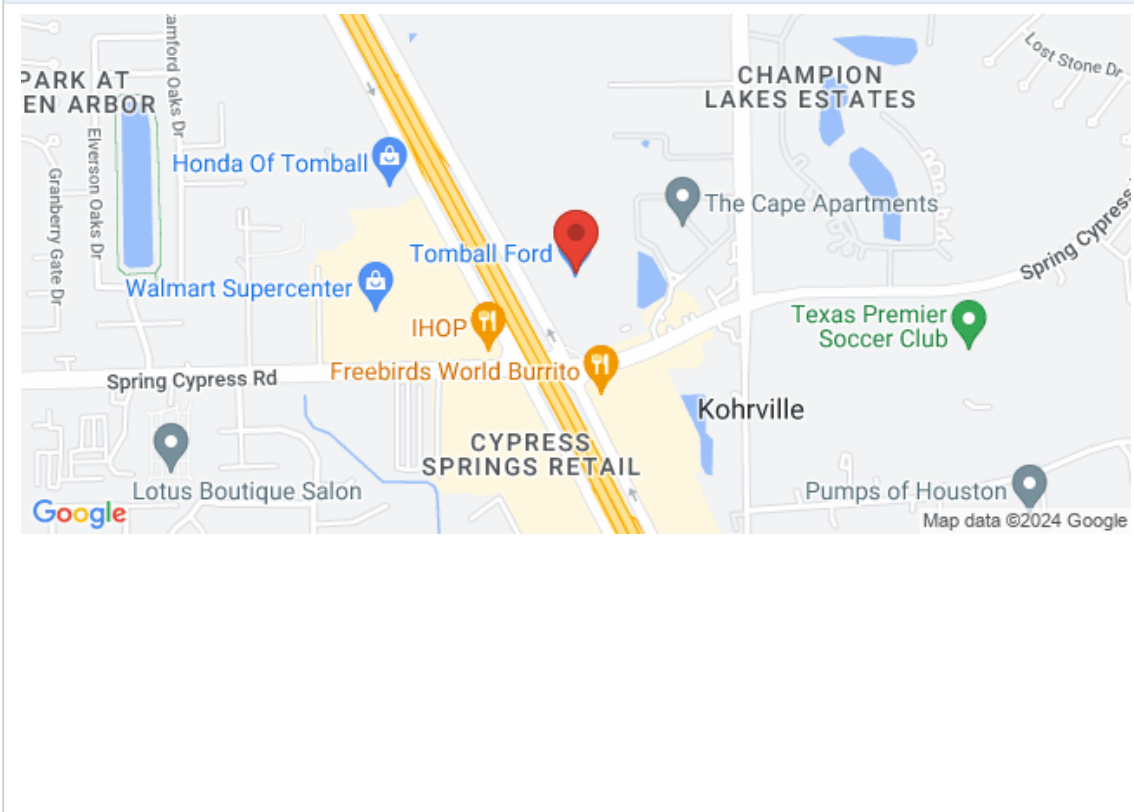 PARK AT
EN ARBOR
amford Oaks Dr
Elverson Oaks Dr
Granberry Gate Dr
Honda Of Tomball
CHAMPION
LAKES ESTATES
Lost Stone Dr
The Cape Apartments
Tomball Ford
Walmart Supercenter
Spring Cypress
IHOP
Texas Premier
Soccer Club
Freebirds World Burrito
Spring Cypress Rd
Kohrville
CYPRESS
SPRINGS RETAIL
Lotus Boutique Salon
Pumps of Houston
Google
Map data ©2024 Google